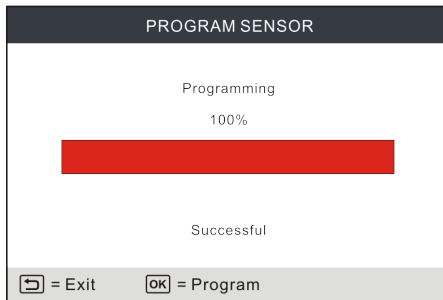 PROGRAM SENSOR
Programming
100%
Successful
= Exit OK = Program